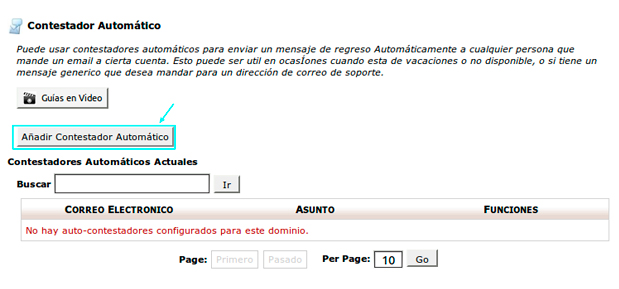 Contestador Automático
Puede usar contestadores automáticos para enviar un mensaje de regreso Automáticamente a cualquier persona que
mande un email a cierta cuenta. Esto puede ser util en ocasÍones cuando esta de vacaciones o no disponible, o si tiene un
mensaje generico que desea mandar para un dirección de correo de soporte.
Guías en Video
Añadir Contestador Automático
Contestadores Automáticos Actuales
Buscar Ir
CORREO ELECTRONICO ASUNTO FUNCIONES
No hay auto-contestadores configurados para este dominio.
Page: Primero Pasado Per Page: 10 Go